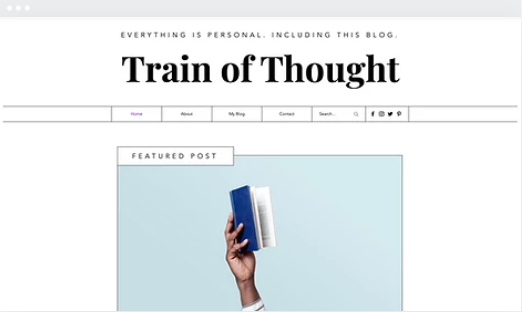 EVERYTHING IS PERSONAL. INCLUDING THIS BLOG.
Train of Thought
Home About My Blog Contact Search...
FEATURED POST